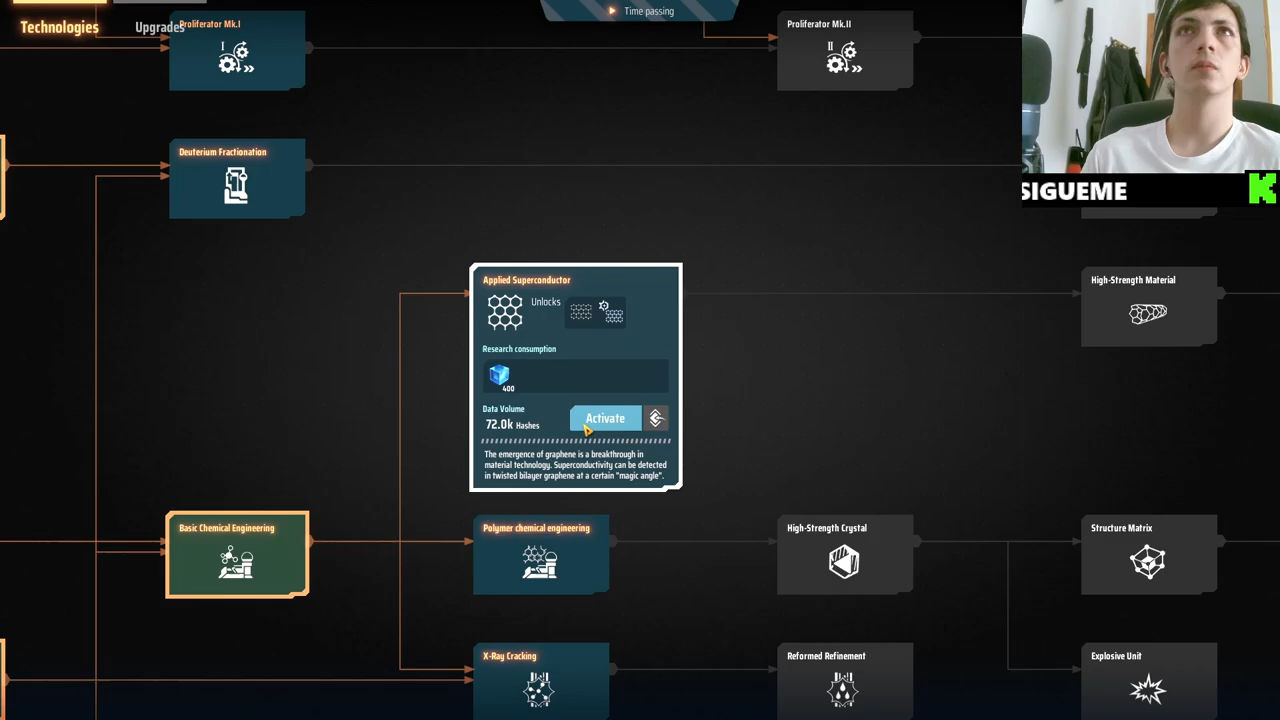 Technologies
Upgrades
Time passing
Proliferator Mk.I
I
Proliferator Mk.II
II
SIGUEME
K
Deuterium Fractionation
Applied Superconductor
Unlocks
Research consumption
400
Data Volume
72.0k Hashes
Activate
The emergence of graphene is a breakthrough in
material technology. Superconductivity can be detected
in twisted bilayer graphene at a certain "magic angle".
High-Strength Material
Basic Chemical Engineering
Polymer chemical engineering
High-Strength Crystal
Structure Matrix
X-Ray Cracking
Reformed Refinement
Explosive Unit